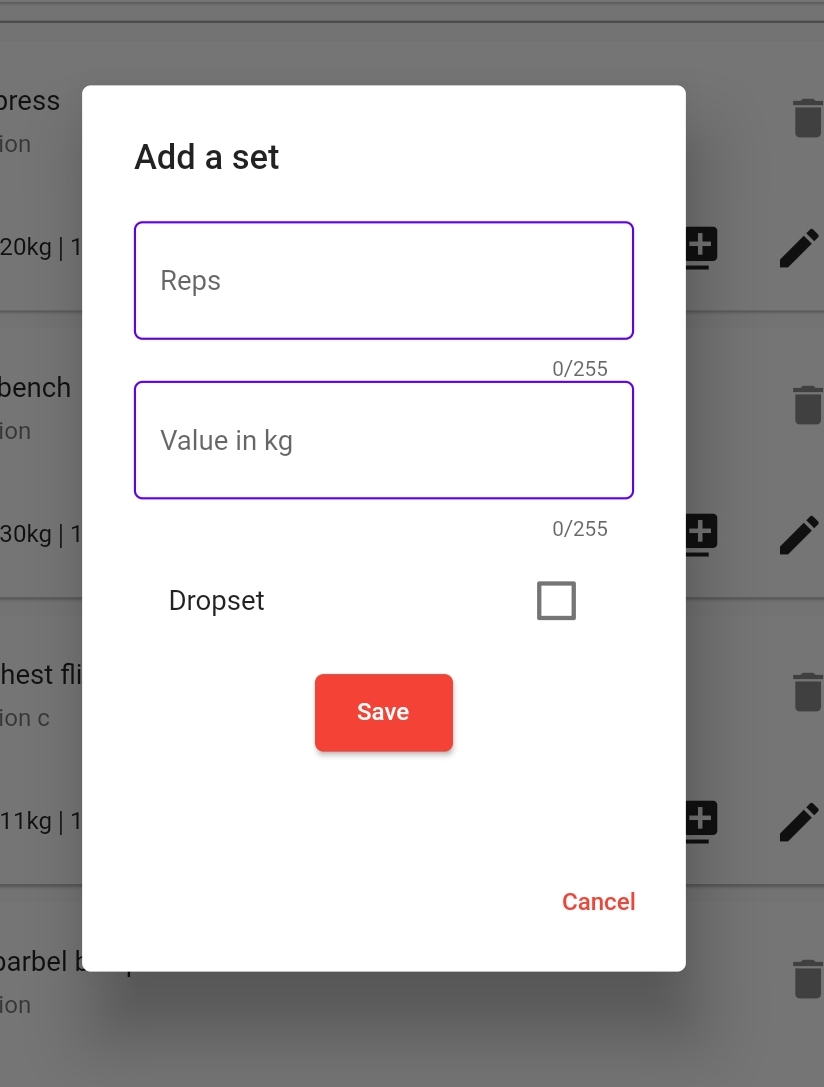 press
ion
20kg | 1
bench
ion
30kg | 1
hest fli
ion c
11kg | 1
ion
Add a set
Reps
0/255
Value in kg
0/255
Dropset
Save
Cancel
barbel b